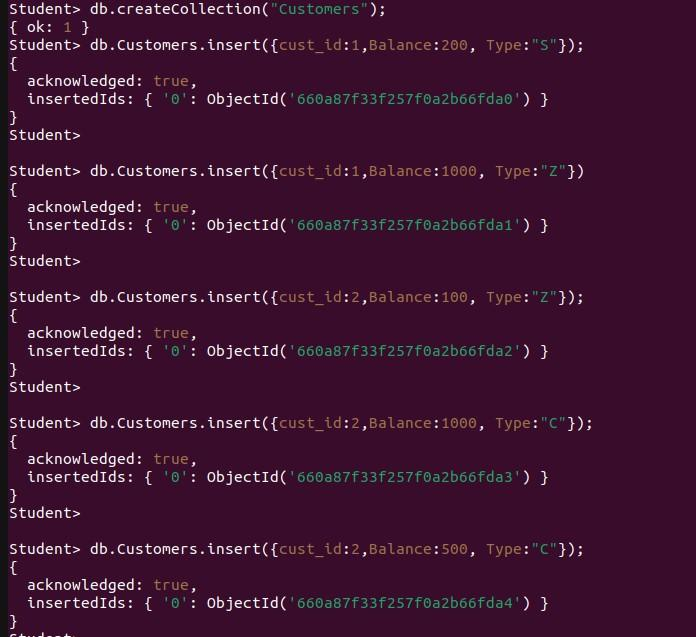 Student> db.createCollection("Customers");
{ ok: 1 }
Student> db.Customers.insert({cust_id:1,Balance:200, Type:"S"});
{
  acknowledged: true,
  insertedIds: { '0': ObjectId('660a87f33f257f0a2b66fda0') }
}
Student>
Student> db.Customers.insert({cust_id:1,Balance:1000, Type:"Z"})
{
  acknowledged: true,
  insertedIds: { '0': ObjectId('660a87f33f257f0a2b66fda1') }
}
Student>
Student> db.Customers.insert({cust_id:2,Balance:100, Type:"Z"});
{
  acknowledged: true,
  insertedIds: { '0': ObjectId('660a87f33f257f0a2b66fda2') }
}
Student>
Student> db.Customers.insert({cust_id:2,Balance:1000, Type:"C"});
{
  acknowledged: true,
  insertedIds: { '0': ObjectId('660a87f33f257f0a2b66fda3') }
}
Student>
Student> db.Customers.insert({cust_id:2,Balance:500, Type:"C"});
{
  acknowledged: true,
  insertedIds: { '0': ObjectId('660a87f33f257f0a2b66fda4') }
}
Student>